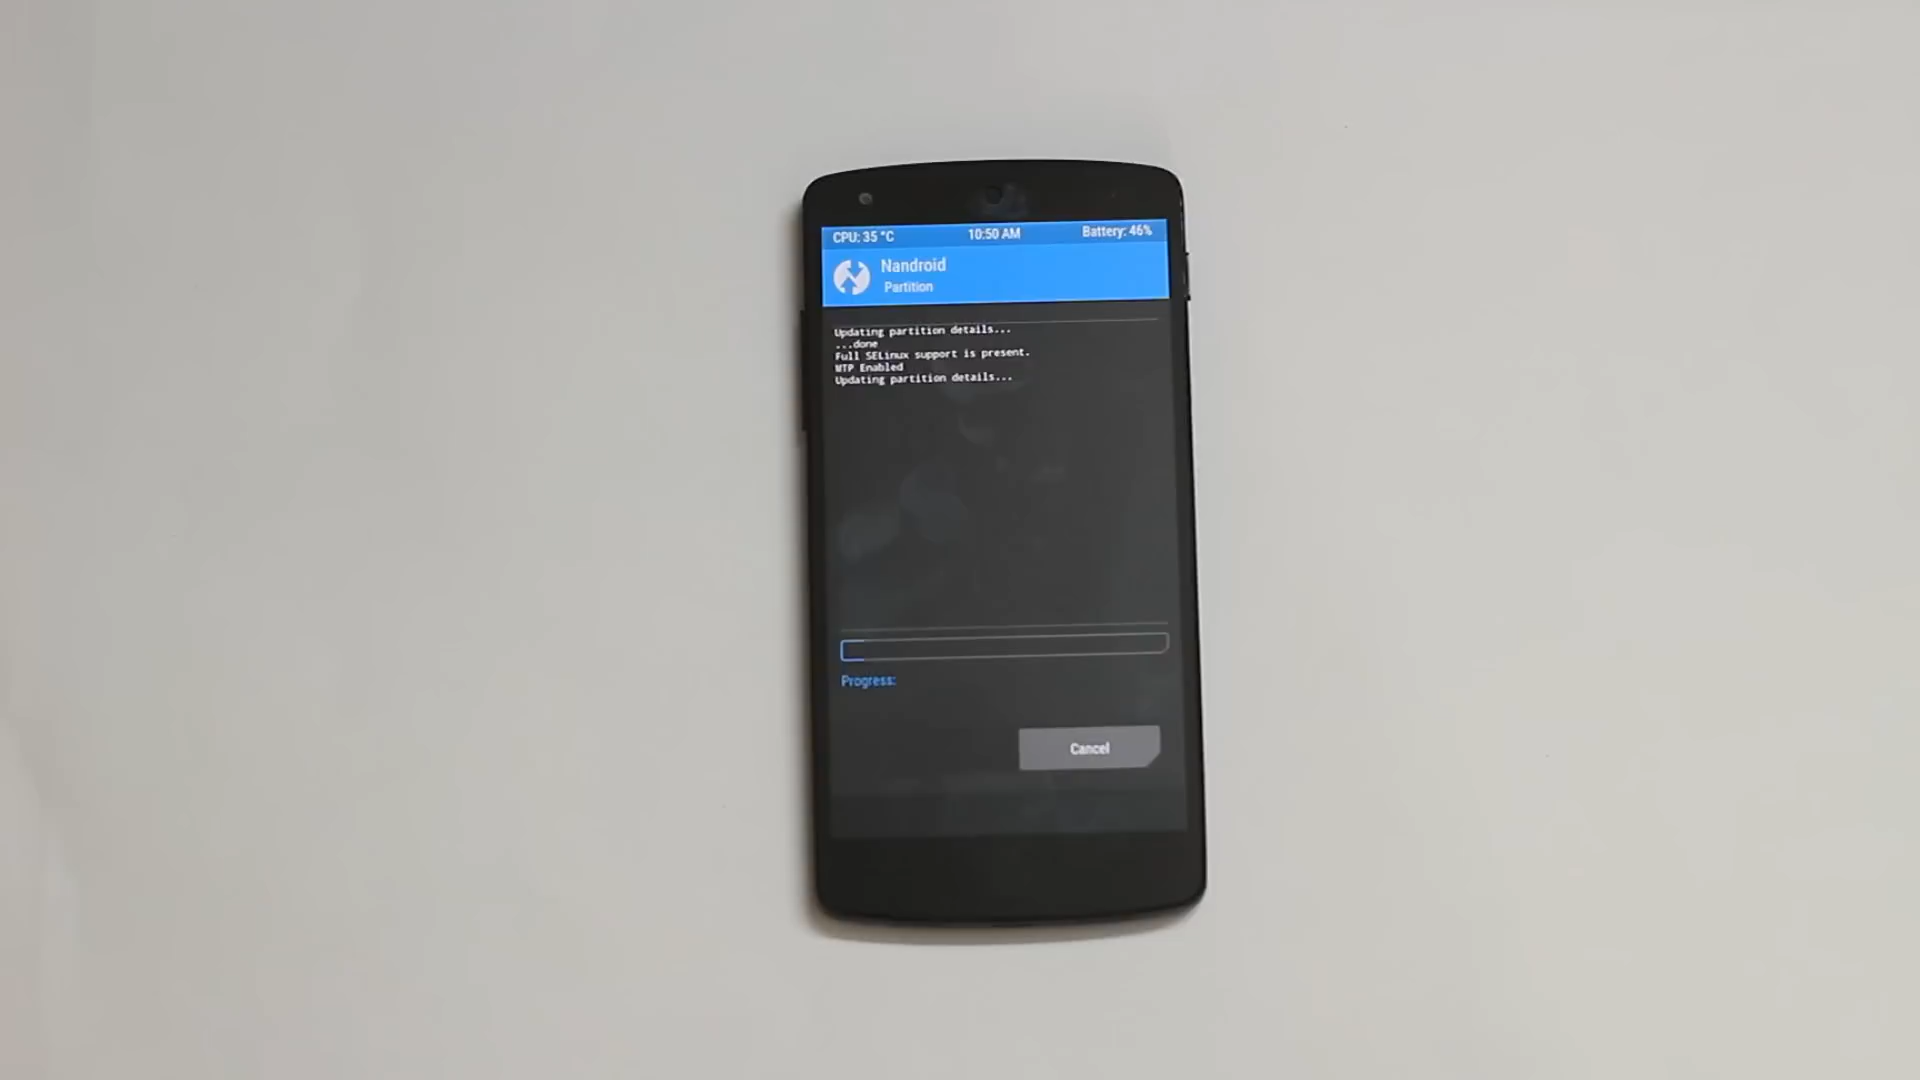 CPU: 35 °C 10:50 AM Battery: 46%
Nandroid
Partition
Updating partition details...
...done
Full SELinux support is present.
MTP Enabled
Updating partition details...
Progress:
Cancel